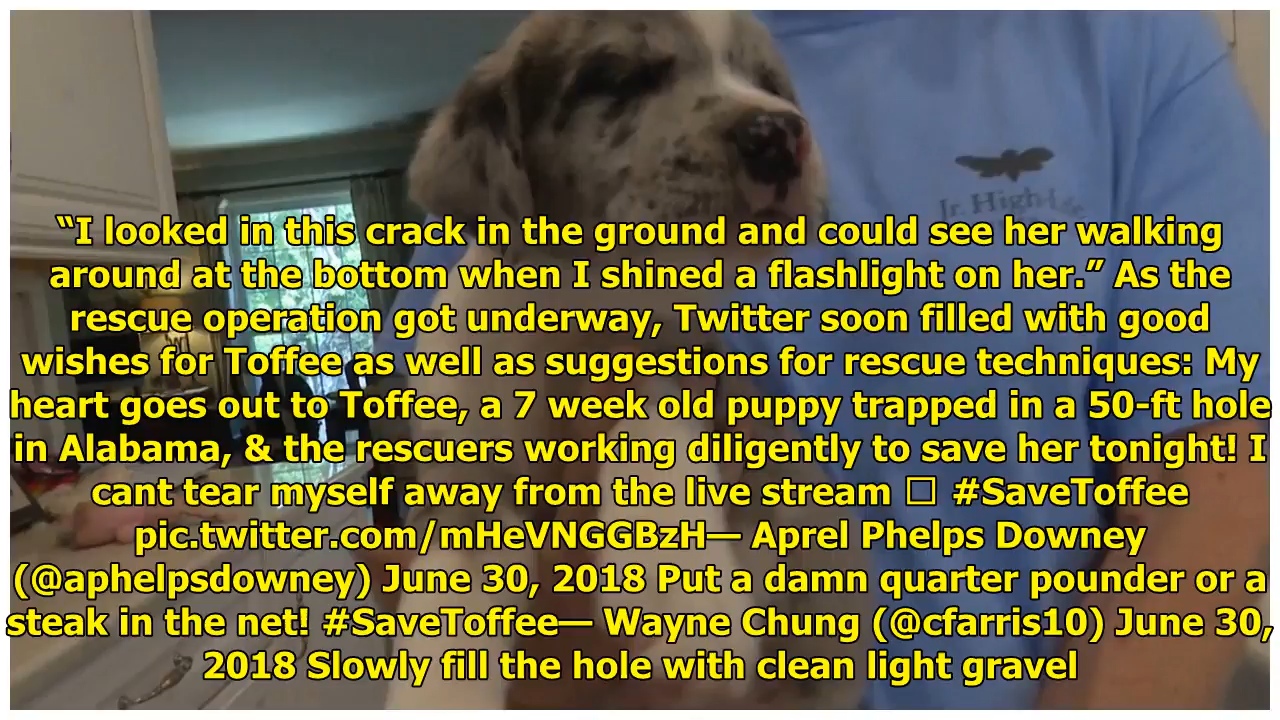 Jr. High
“I looked in this crack in the ground and could see her walking
around at the bottom when I shined a flashlight on her.” As the
rescue operation got underway, Twitter soon filled with good
wishes for Toffee as well as suggestions for rescue techniques: My
heart goes out to Toffee, a 7 week old puppy trapped in a 50-ft hole
in Alabama, & the rescuers working diligently to save her tonight! I
cant tear myself away from the live stream □ #SaveToffee
pic.twitter.com/mHeVNGGBzH— Aprel Phelps Downey
(@aphelpsdowney) June 30, 2018 Put a damn quarter pounder or a
steak in the net! #SaveToffee— Wayne Chung (@cfarris10) June 30,
2018 Slowly fill the hole with clean light gravel